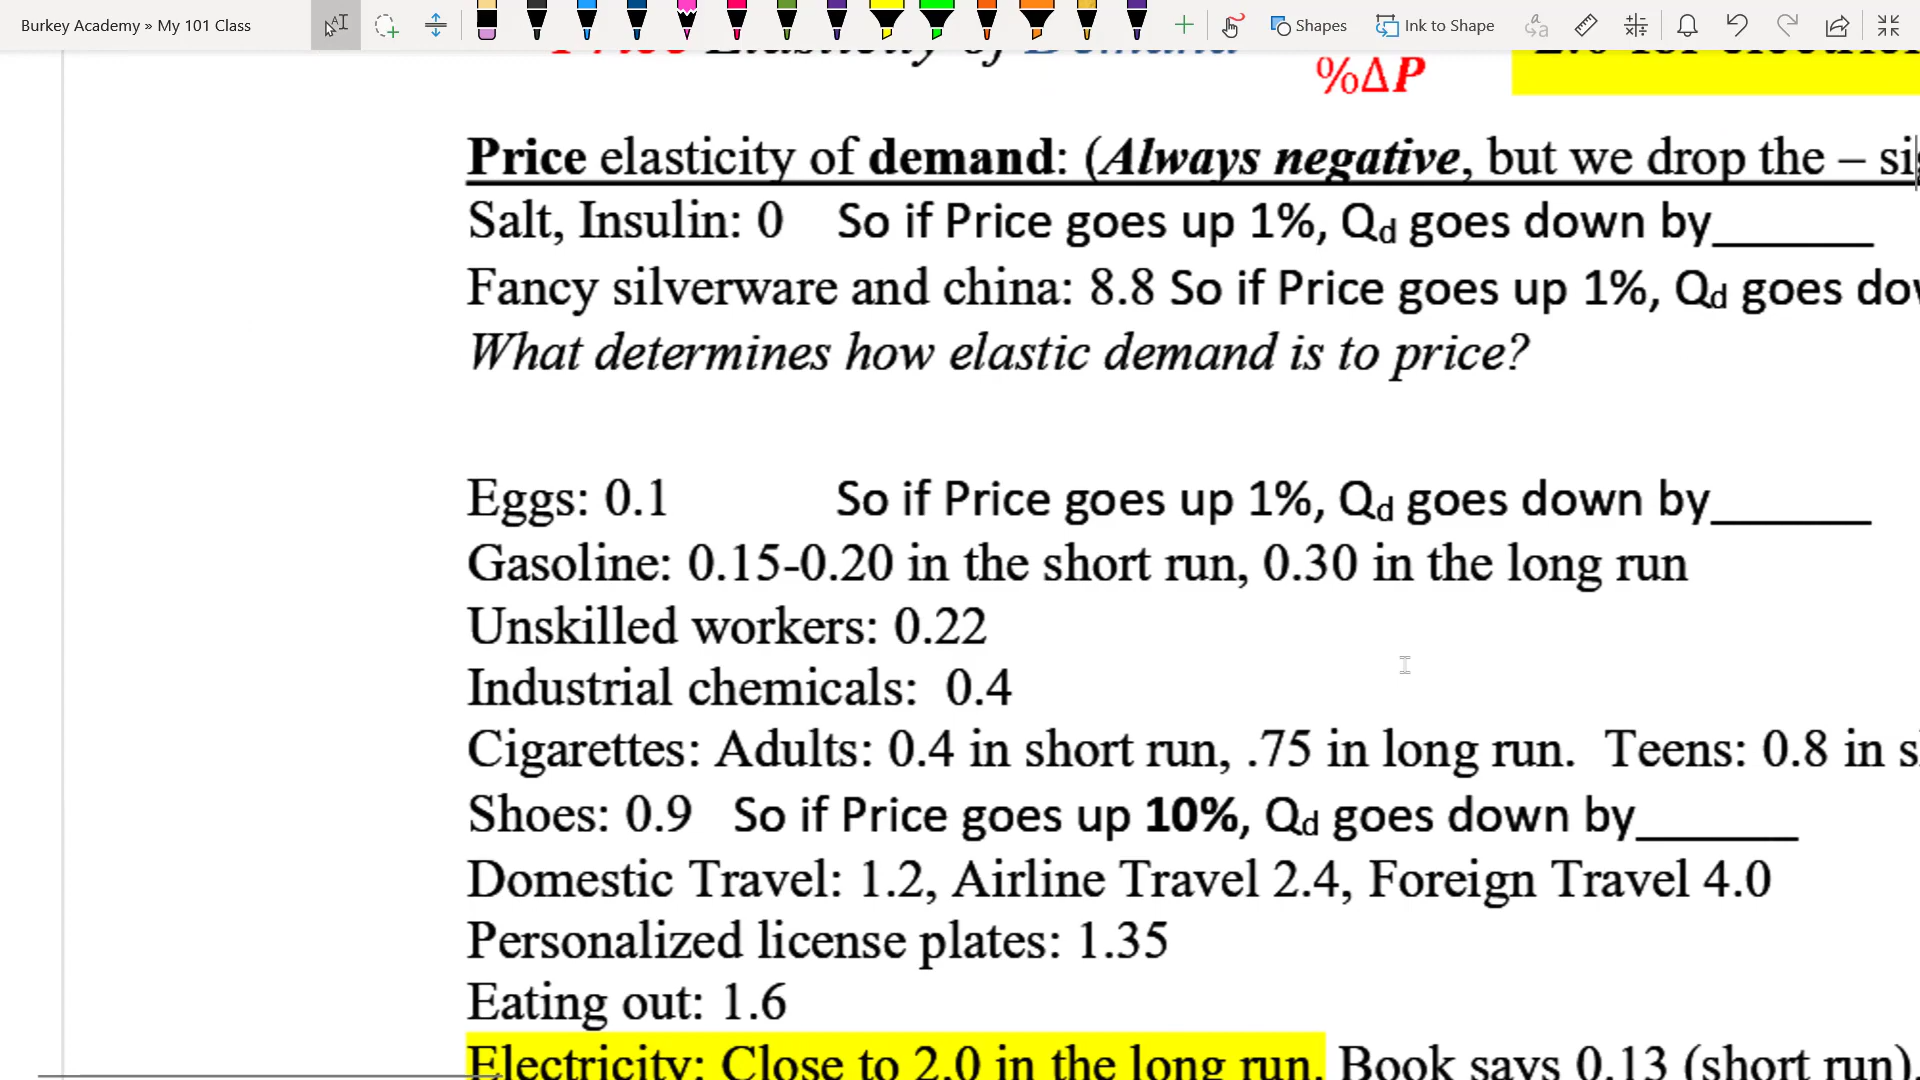 Burkey Academy » My 101 Class
Shapes
Ink to Shape
Price Elasticity of Demand
%ΔP
2.0 for
Price elasticity of demand: (Always negative, but we drop the –
Salt, Insulin: 0 So if Price goes up 1%, Qd goes down by______
Fancy silverware and china: 8.8 So if Price goes up 1%, Qd goes
What determines how elastic demand is to price?
Eggs: 0.1 So if Price goes up 1%, Qd goes down by______
Gasoline: 0.15-0.20 in the short run, 0.30 in the long run
Unskilled workers: 0.22
Industrial chemicals: 0.4
Cigarettes: Adults: 0.4 in short run, .75 in long run. Teens: 0.8 in
Shoes: 0.9 So if Price goes up 10%, Qd goes down by______
Domestic Travel: 1.2, Airline Travel 2.4, Foreign Travel 4.0
Personalized license plates: 1.35
Eating out: 1.6
Electricity: Close to 2.0 in the long run. Book says 0.13 (short run),